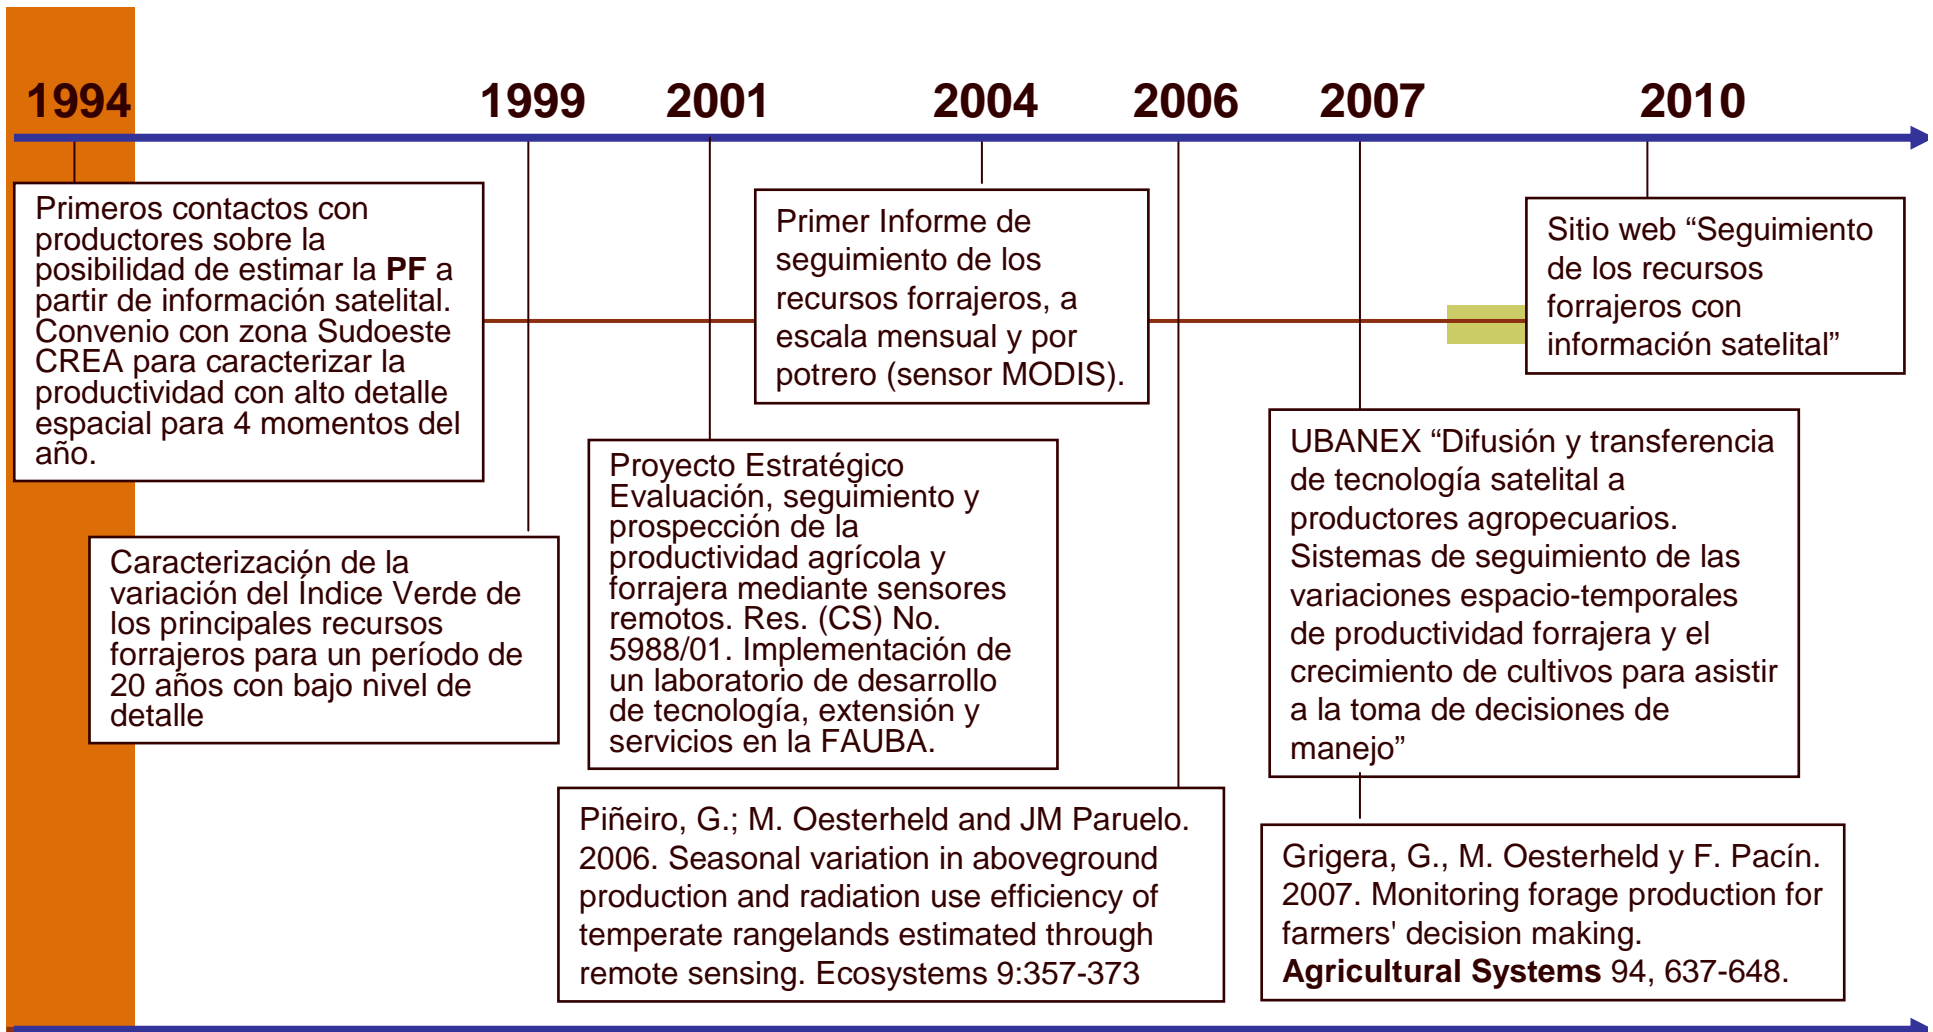 1994
1999
2001
2004
2006
2007
2010
Primeros contactos con
productores sobre la
posibilidad de estimar la PF a
partir de información satelital.
Convenio con zona Sudoeste
CREA para caracterizar la
productividad con alto detalle
espacial para 4 momentos del
año.
Caracterización de la
variación del Índice Verde de
los principales recursos
forrajeros para un período de
20 años con bajo nivel de
detalle
Proyecto Estratégico
Evaluación, seguimiento y
prospección de la
productividad agrícola y
forrajera mediante sensores
remotos. Res. (CS) No.
5988/01. Implementación de
un laboratorio de desarrollo
de tecnología, extensión y
servicios en la FAUBA.
Primer Informe de
seguimiento de los
recursos forrajeros, a
escala mensual y por
potrero (sensor MODIS).
Piñeiro, G.; M. Oesterheld and JM Paruelo.
2006. Seasonal variation in aboveground
production and radiation use efficiency of
temperate rangelands estimated through
remote sensing. Ecosystems 9:357-373
UBANEX “Difusión y transferencia
de tecnología satelital a
productores agropecuarios.
Sistemas de seguimiento de las
variaciones espacio-temporales
de productividad forrajera y el
crecimiento de cultivos para asistir
a la toma de decisiones de
manejo”
Grigera, G., M. Oesterheld y F. Pacín.
2007. Monitoring forage production for
farmers' decision making.
Agricultural Systems 94, 637-648.
Sitio web “Seguimiento
de los recursos
forrajeros con
información satelital”